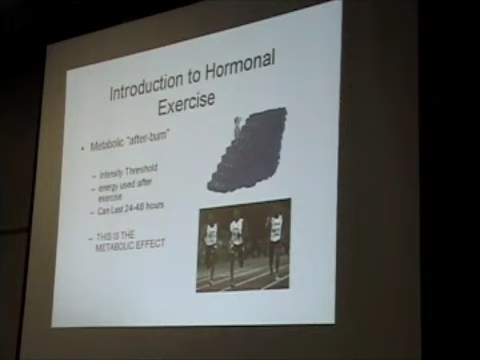 Introduction to Hormonal
Exercise
• Metabolic "after-burn"
– Intensity Threshold
– energy used after
exercise
– Can Last 24-48 hours
– THIS IS THE
METABOLIC EFFECT